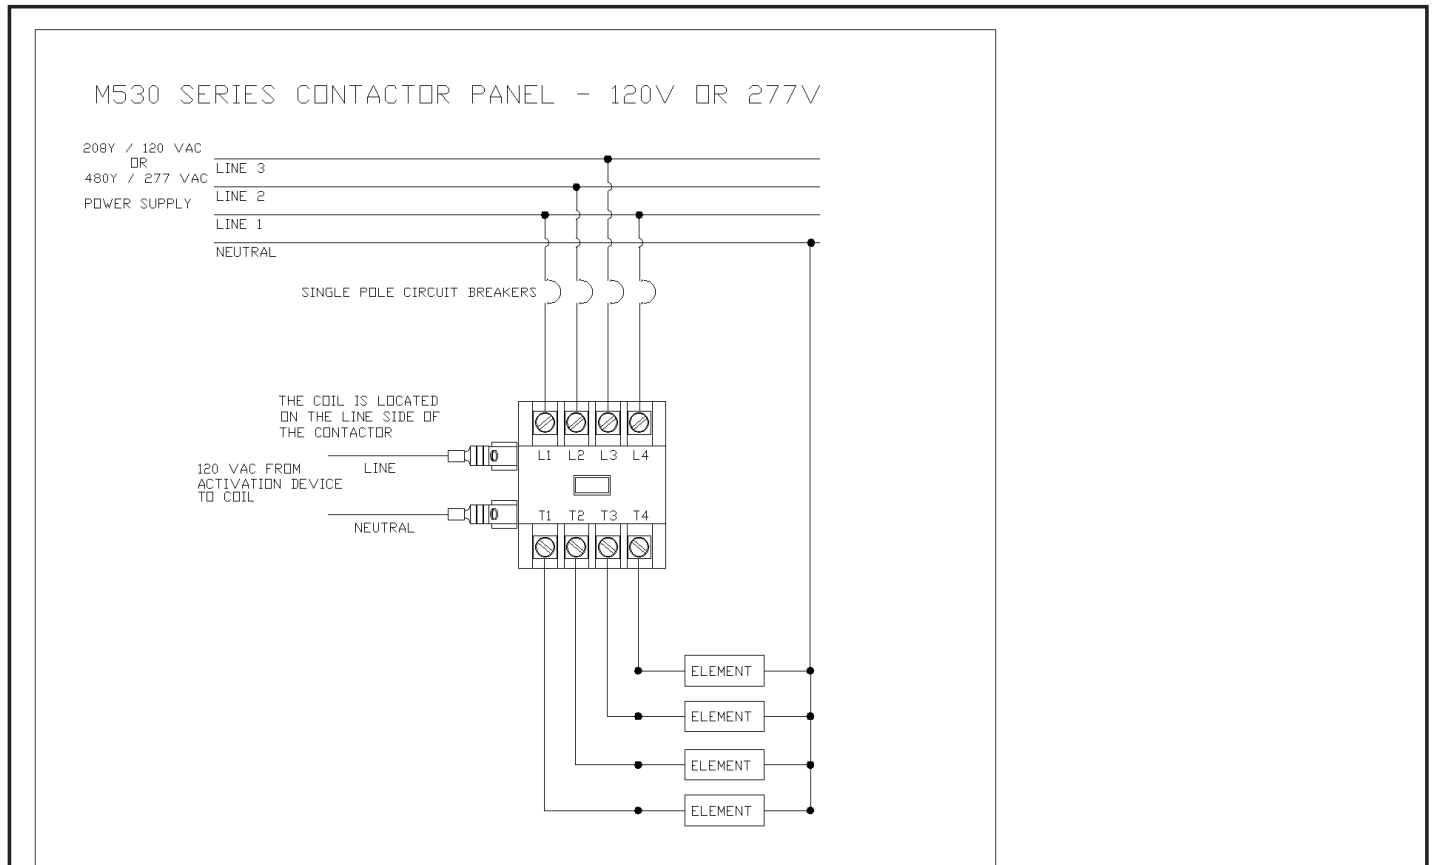 M530 SERIES CONTACTOR PANEL - 120V OR 277V
208Y / 120 VAC
OR
480Y / 277 VAC
POWER SUPPLY
LINE 3
LINE 2
LINE 1
NEUTRAL
SINGLE POLE CIRCUIT BREAKERS
THE COIL IS LOCATED
ON THE LINE SIDE OF
THE CONTACTOR
LINE
120 VAC FROM
ACTIVATION DEVICE
TO COIL
NEUTRAL
L1 L2 L3 L4
T1 T2 T3 T4
ELEMENT
ELEMENT
ELEMENT
ELEMENT